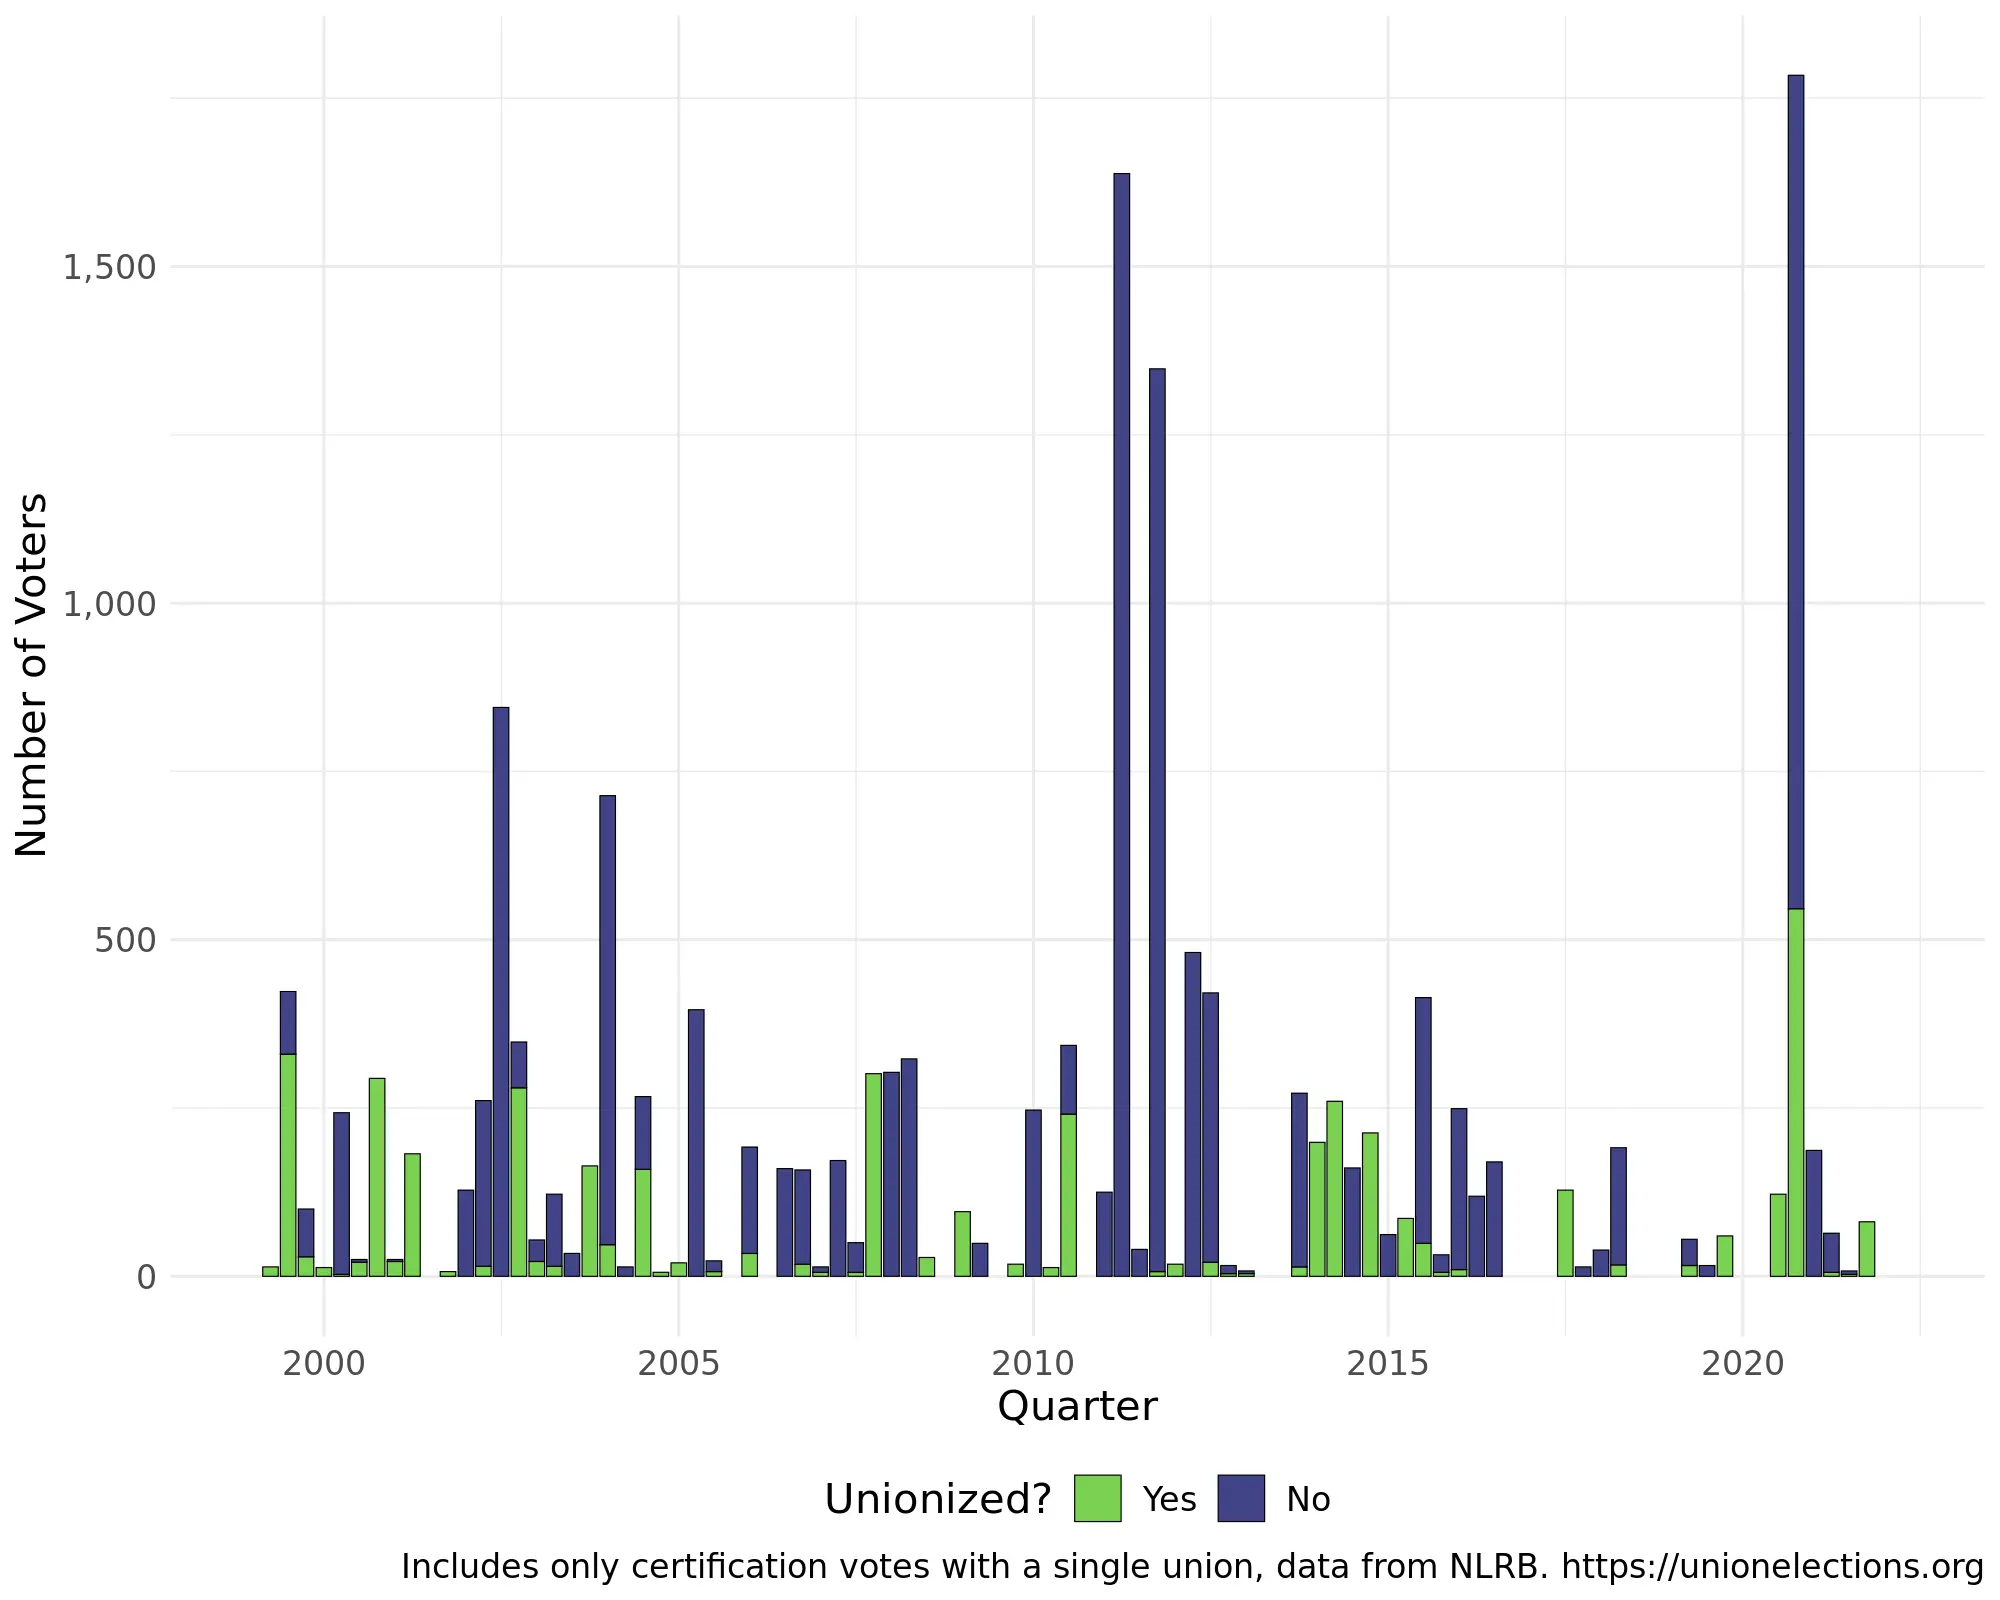 Number of Voters
1,500
1,000
500
0
2000 2005 2010 2015 2020
Quarter
Unionized? Yes No
Includes only certification votes with a single union, data from NLRB. https://unionelections.org